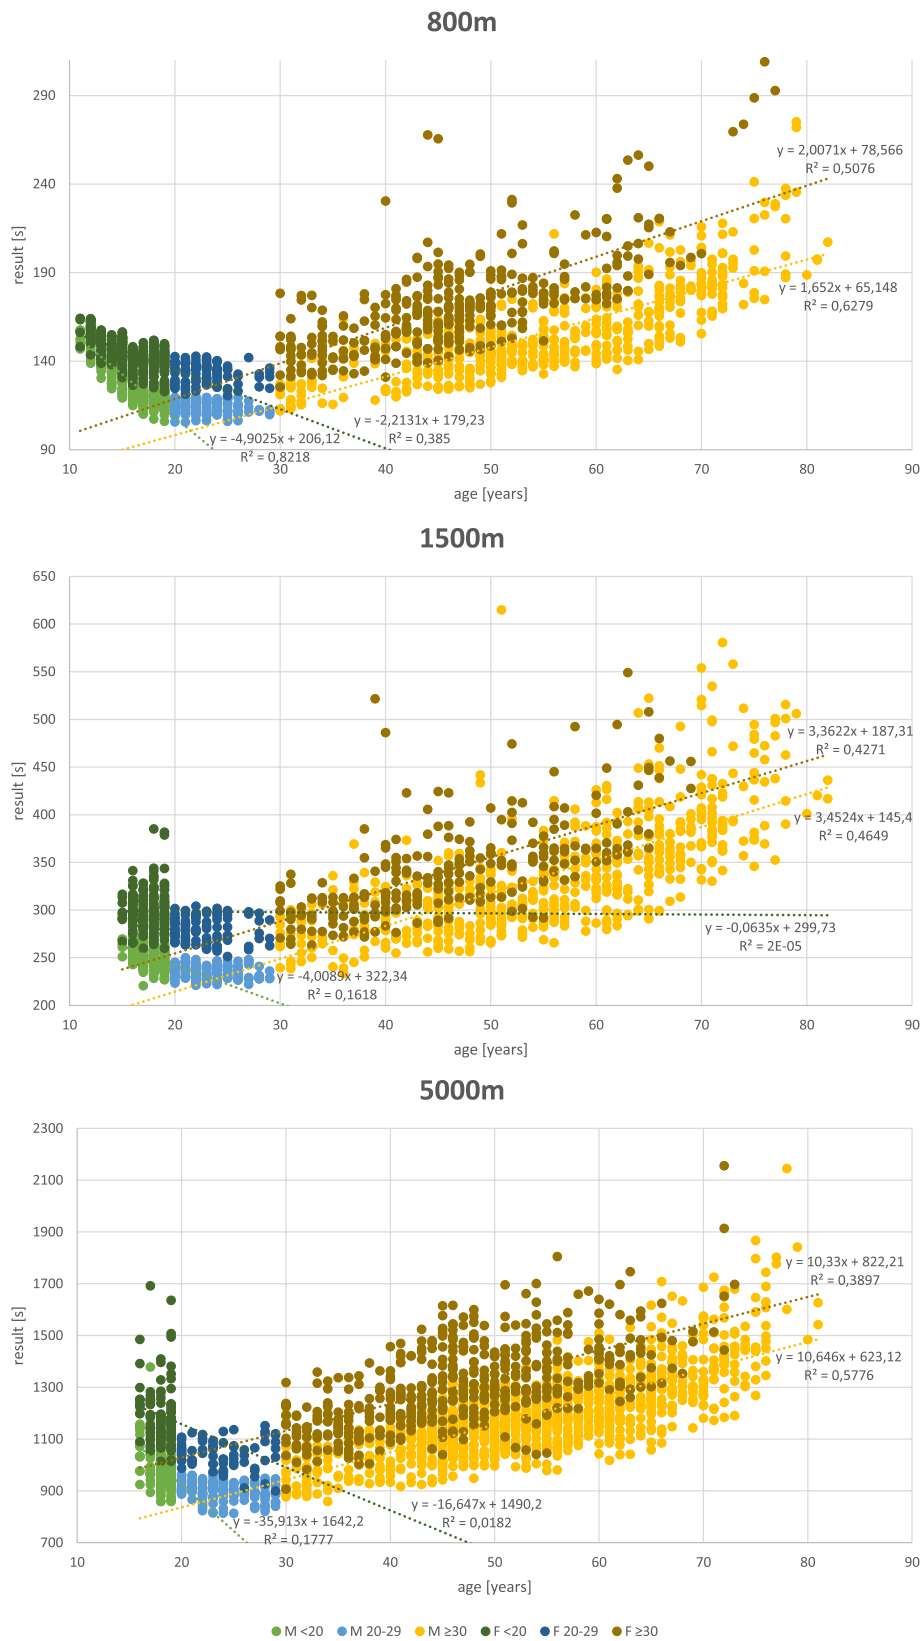 800m
290
240
190
140
90
result [s]
y = 2,0071x + 78,566
R² = 0,5076
y = 1,652x + 65,148
R² = 0,6279
y = -2,2131x + 179,23
R² = 0,385
y = -4,9025x + 206,12
R² = 0,8218
10 20 30 40 50 60 70 80 90
age [years]
1500m
650
600
550
500
450
400
350
300
250
200
result [s]
y = 3,3622x + 187,31
R² = 0,4271
y = 3,4524x + 145,4
R² = 0,4649
y = -0,0635x + 299,73
R² = 2E-05
y = -4,0089x + 322,34
R² = 0,1618
10 20 30 40 50 60 70 80 90
age [years]
5000m
2300
2100
1900
1700
1500
1300
1100
900
700
result [s]
y = 10,33x + 822,21
R² = 0,3897
y = 10,646x + 623,12
R² = 0,5776
y = -16,647x + 1490,2
R² = 0,0182
y = -35,913x + 1642,2
R² = 0,1777
10 20 30 40 50 60 70 80 90
age [years]
M <20 M 20-29 M ≥30 F <20 F 20-29 F ≥30